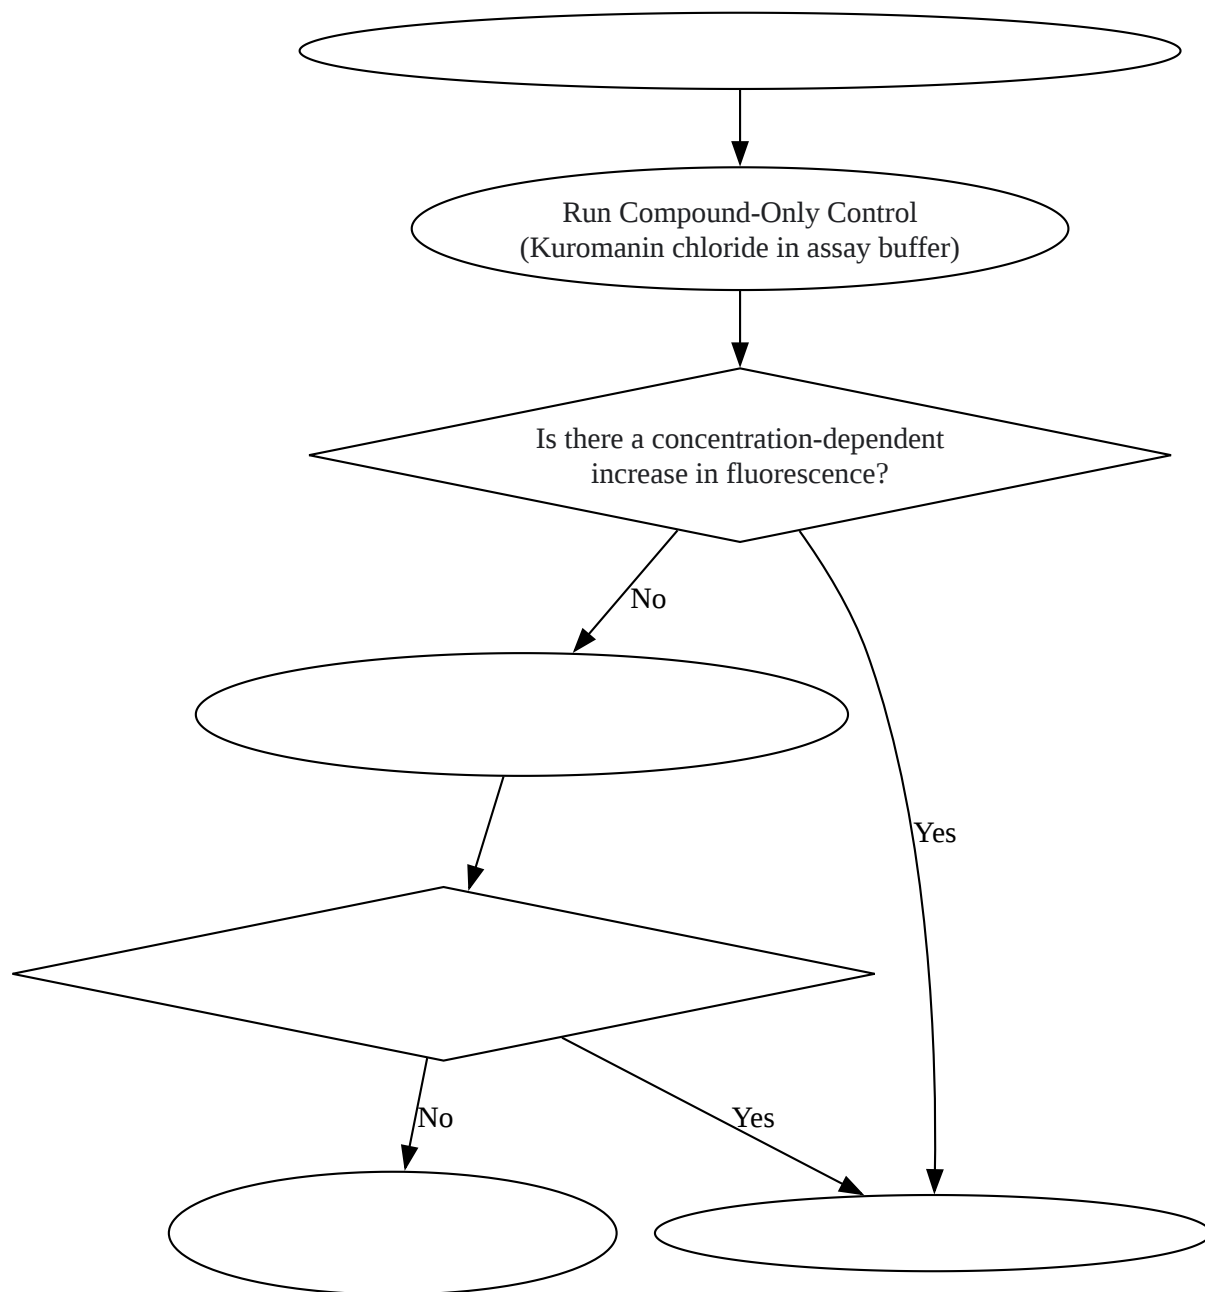 Run Compound-Only Control
(Kuromanin chloride in assay buffer)
Is there a concentration-dependent
increase in fluorescence?
No
Yes
No
Yes